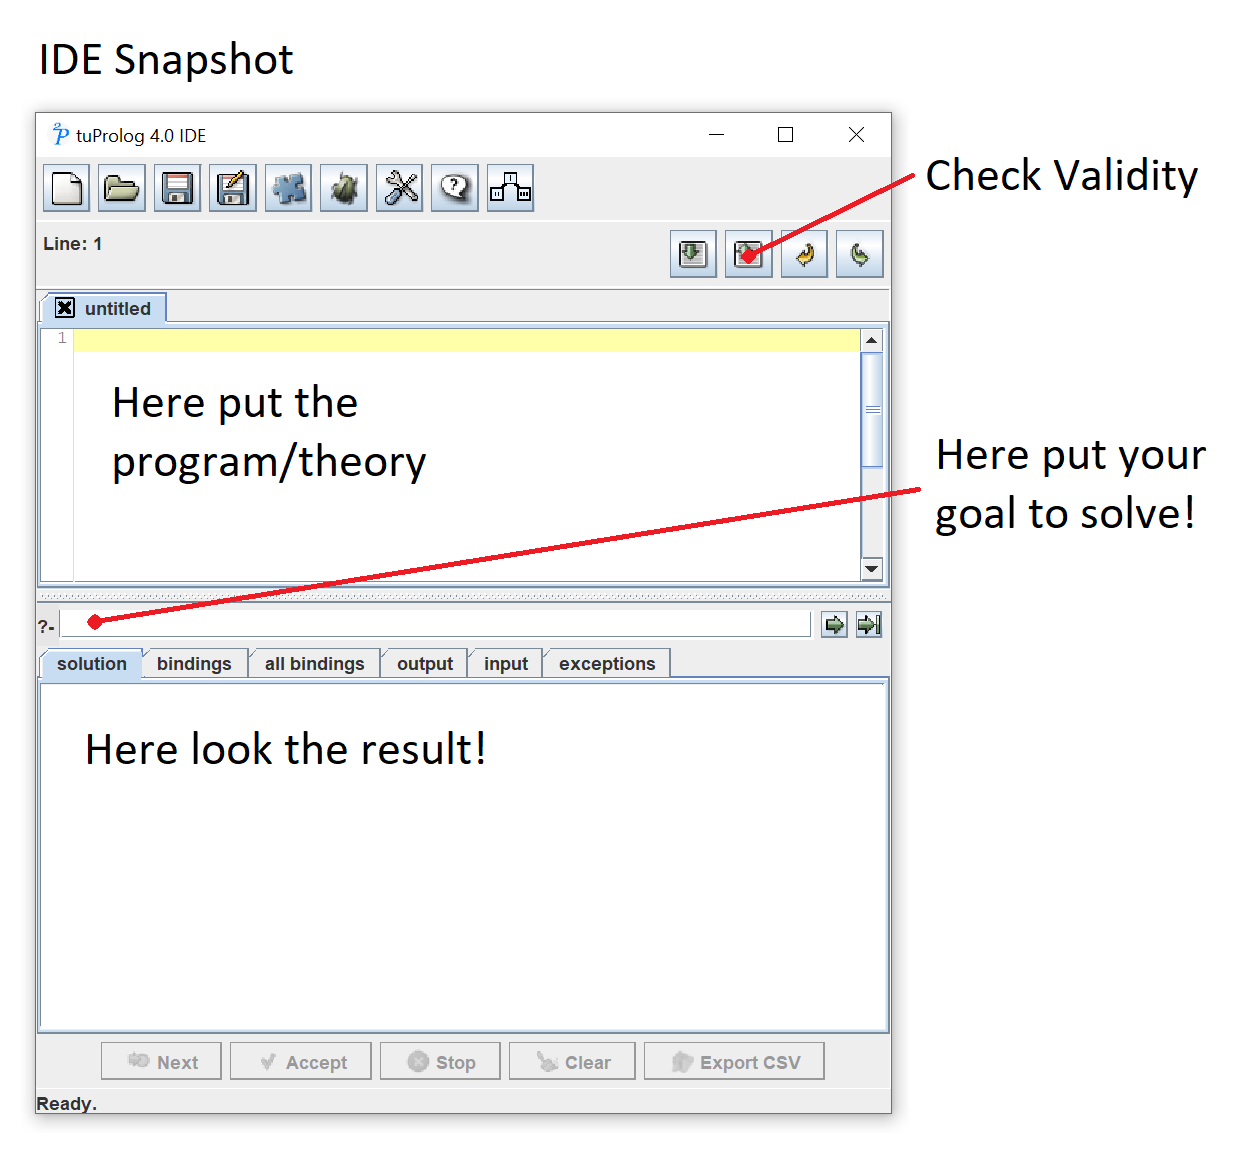 IDE Snapshot
tuProlog 4.0 IDE
Check Validity
Line: 1
untitled
1
Here put the
program/theory
Here put your
goal to solve!
?-
solution bindings all bindings output input exceptions
Here look the result!
Next Accept Stop Clear Export CSV
Ready.